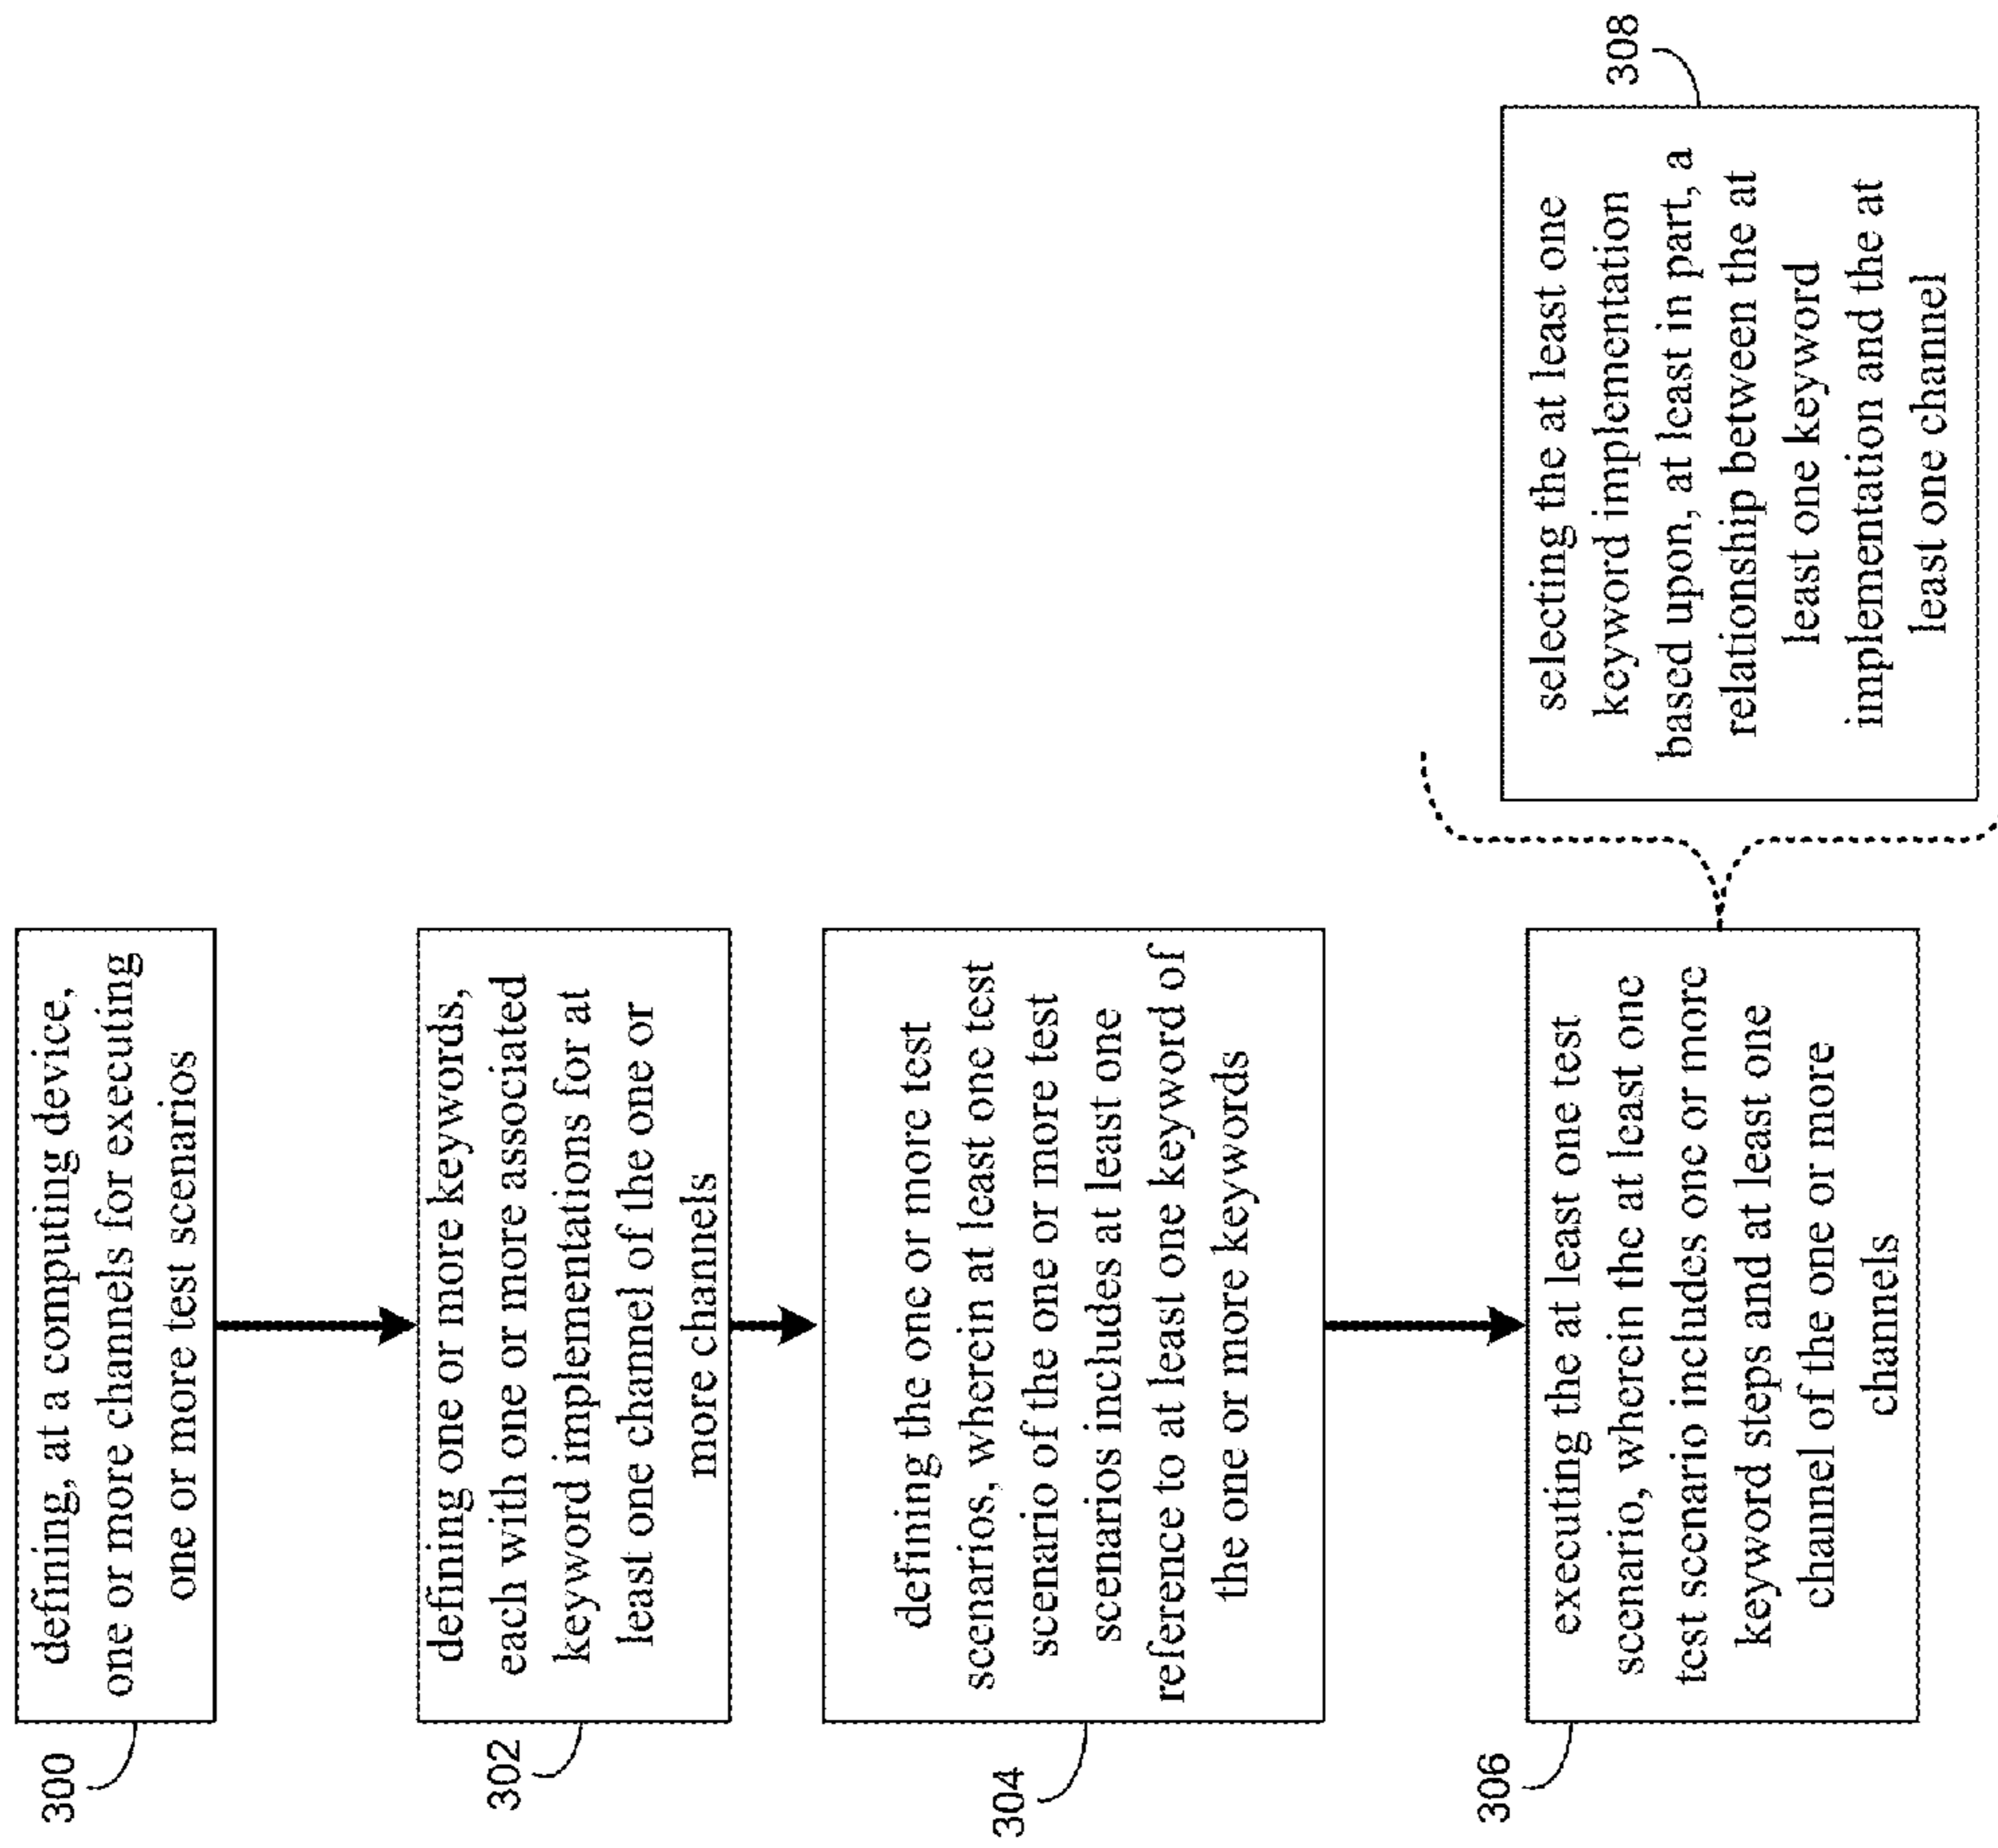 300
defining, at a computing device,
one or more channels for executing
one or more test scenarios
302
defining one or more keywords,
each with one or more associated
keyword implementations for at
least one channel of the one or
more channels
304
defining the one or more test
scenarios, wherein at least one test
scenario of the one or more test
scenarios includes at least one
reference to at least one keyword of
the one or more keywords
306
executing the at least one test
scenario, wherein the at least one
test scenario includes one or more
keyword steps and at least one
channel of the one or more
channels
308
selecting the at least one
keyword implementation
based upon, at least in part, a
relationship between the at
least one keyword
implementation and the at
least one channel